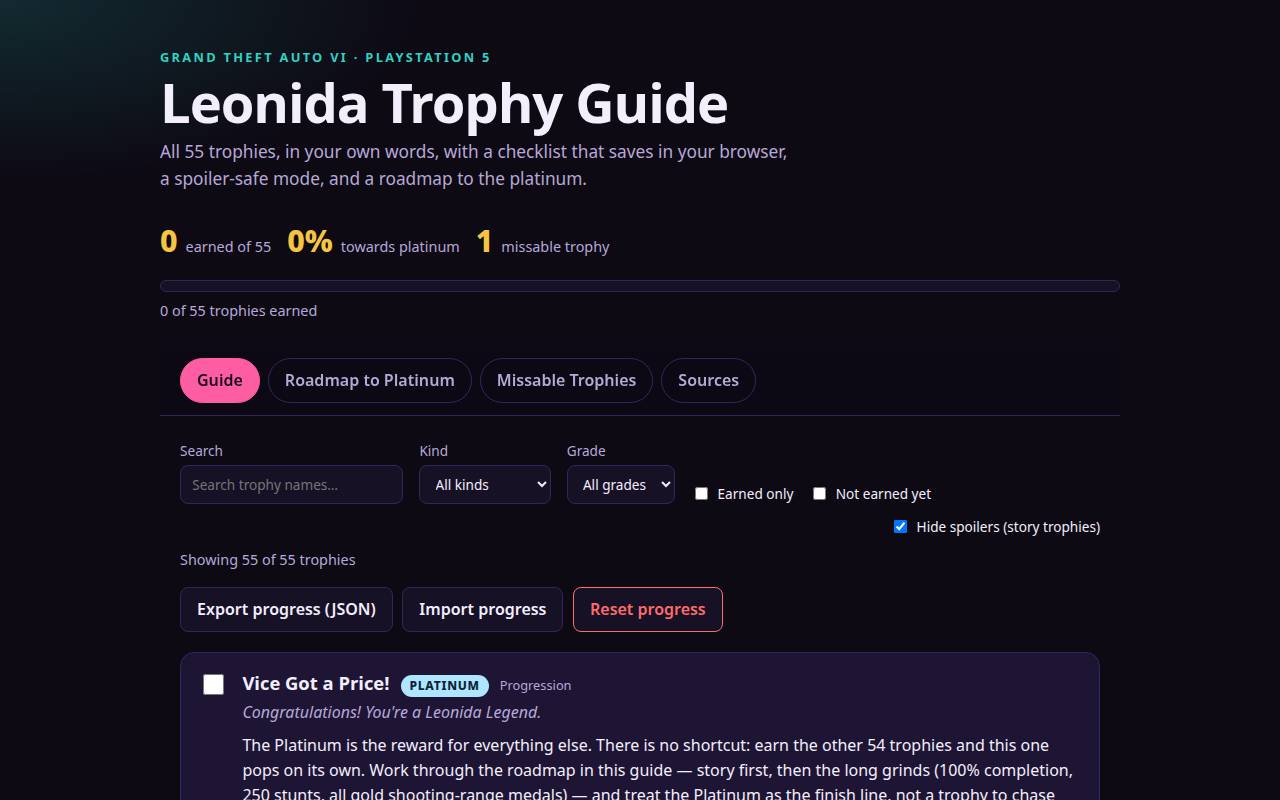 GRAND THEFT AUTO VI · PLAYSTATION 5
Leonida Trophy Guide
All 55 trophies, in your own words, with a checklist that saves in your browser,
a spoiler-safe mode, and a roadmap to the platinum.
0 earned of 55 0% towards platinum 1 missable trophy
0 of 55 trophies earned
Guide Roadmap to Platinum Missable Trophies Sources
Search Kind Grade
Search trophy names... All kinds All grades Earned only Not earned yet
Hide spoilers (story trophies)
Showing 55 of 55 trophies
Export progress (JSON) Import progress Reset progress
Vice Got a Price! PLATINUM Progression
Congratulations! You're a Leonida Legend.
The Platinum is the reward for everything else. There is no shortcut: earn the other 54 trophies and this one
pops on its own. Work through the roadmap in this guide — story first, then the long grinds (100% completion,
250 stunts, all gold shooting-range medals) — and treat the Platinum as the finish line, not a trophy to chase